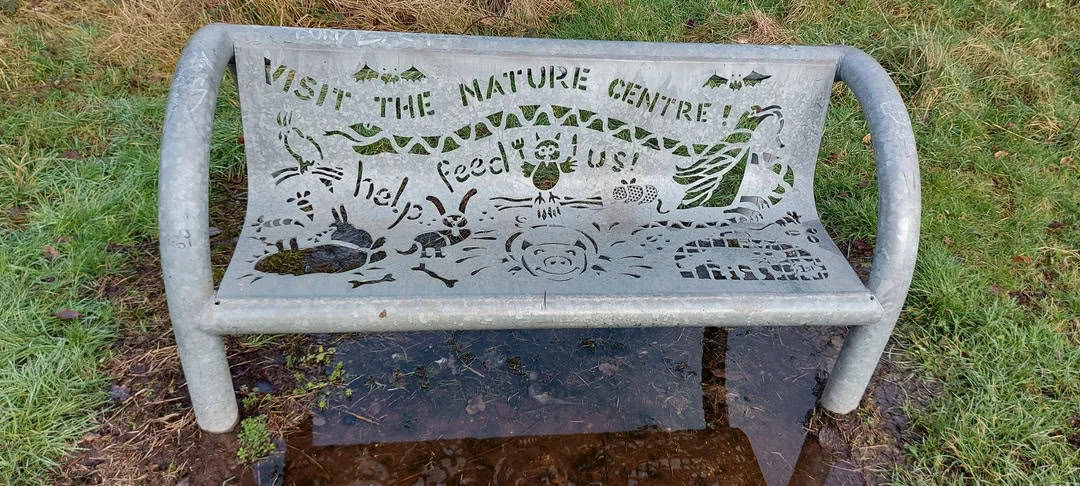 VISIT THE NATURE CENTRE!
help feed us!